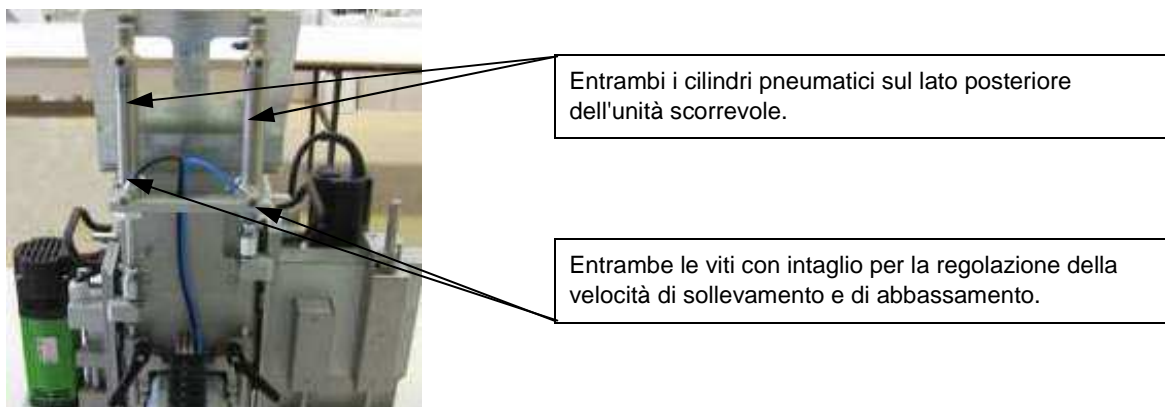 Entrambi i cilindri pneumatici sul lato posteriore
dell'unità scorrevole.
Entrambe le viti con intaglio per la regolazione della
velocità di sollevamento e di abbassamento.